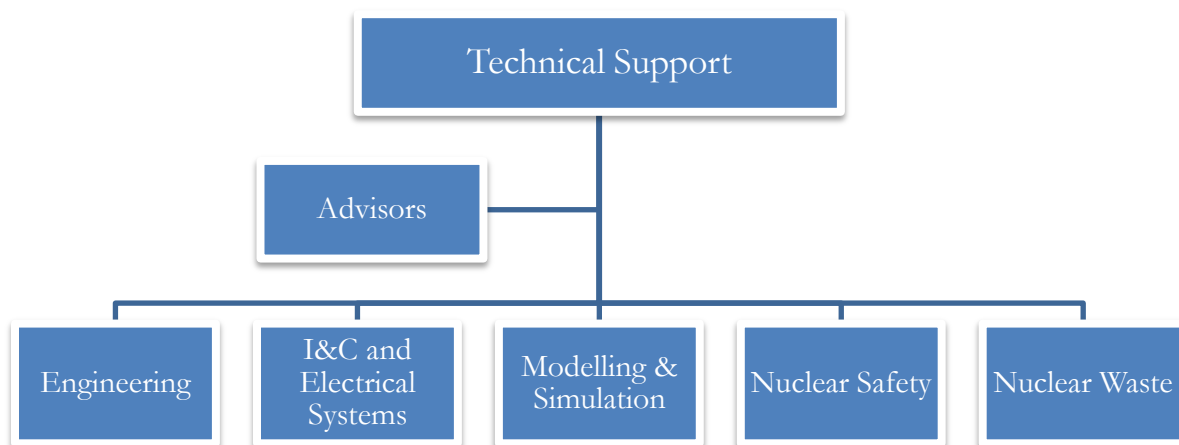 Technical Support
Advisors
Engineering
I&C and
Electrical
Systems
Modelling &
Simulation
Nuclear Safety
Nuclear Waste